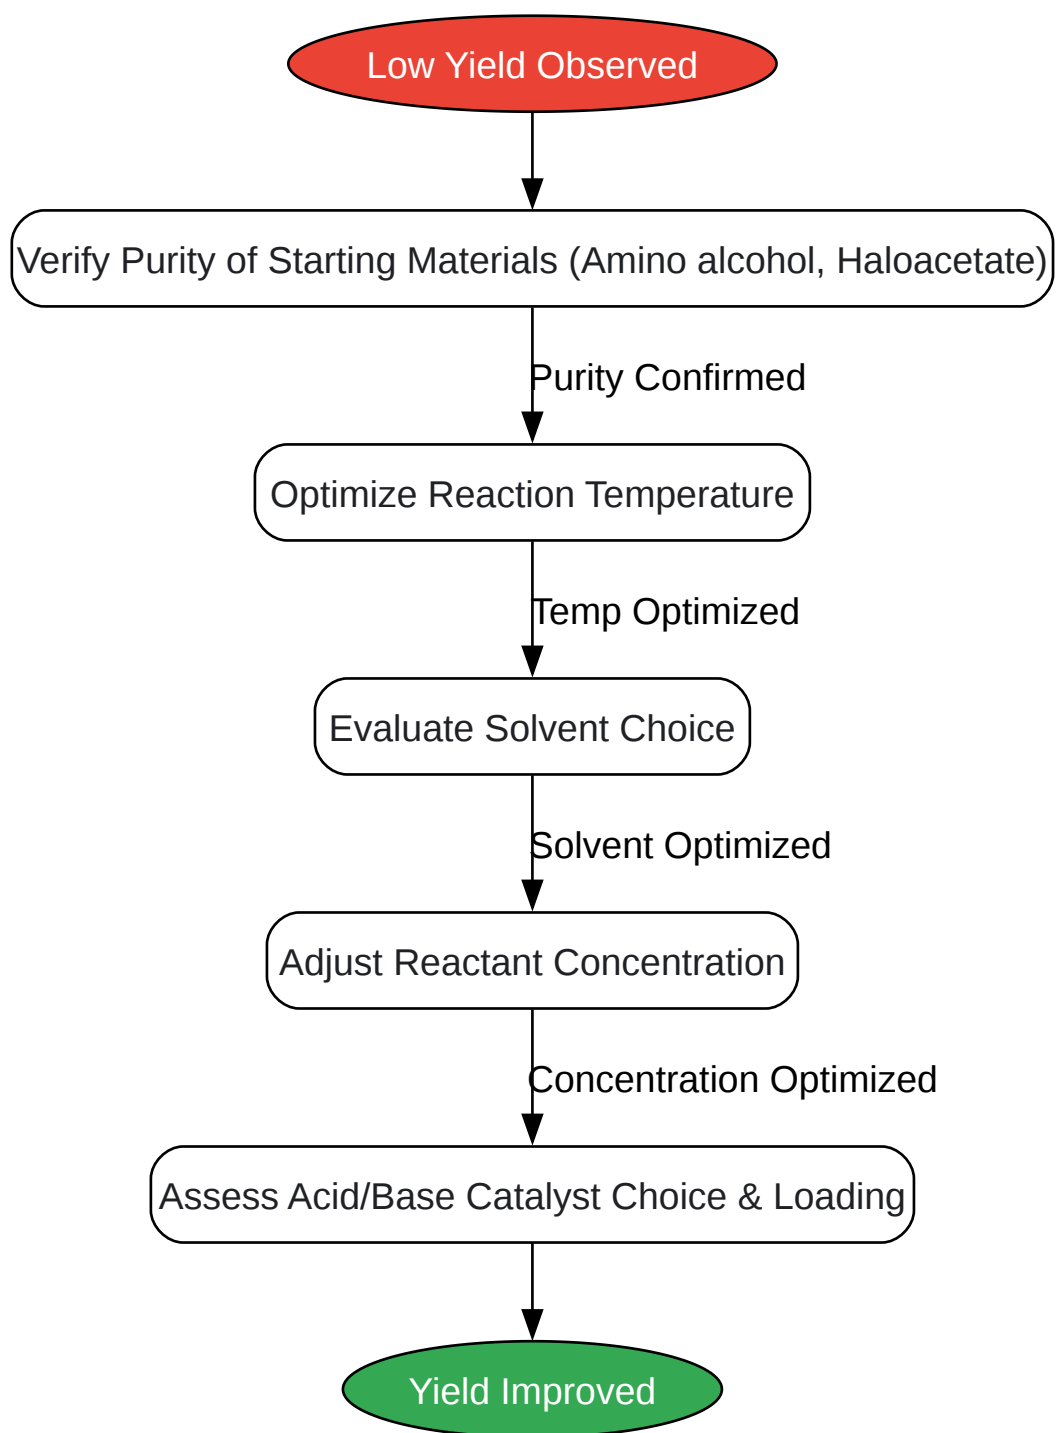 Low Yield Observed
Verify Purity of Starting Materials (Amino alcohol, Haloacetate)
Purity Confirmed
Optimize Reaction Temperature
Temp Optimized
Evaluate Solvent Choice
Solvent Optimized
Adjust Reactant Concentration
Concentration Optimized
Assess Acid/Base Catalyst Choice & Loading
Yield Improved